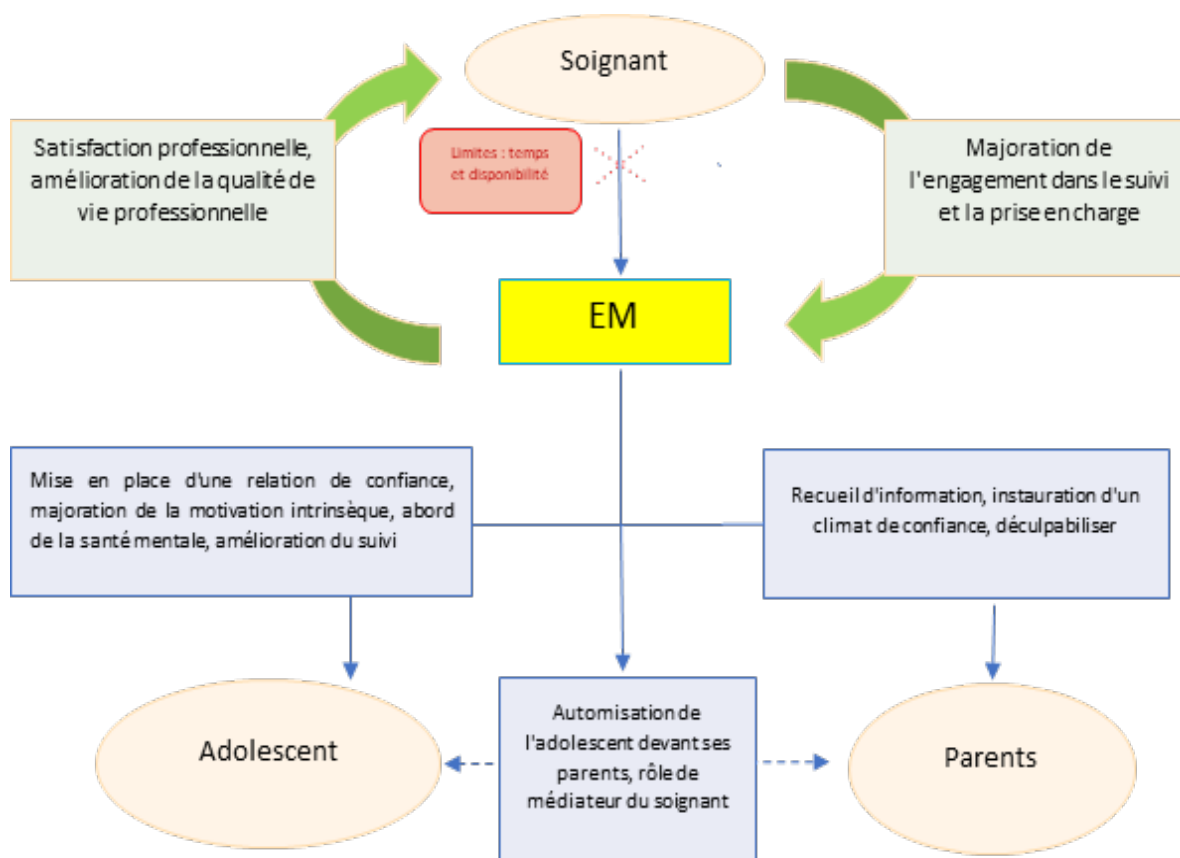 Soignant
Satisfaction professionnelle,
amélioration de la qualité de
vie professionnelle
Limites : temps
et disponibilité
Majoration de
l'engagement dans le suivi
et la prise en charge
EM
Mise en place d'une relation de confiance,
majoration de la motivation intrinsèque, abord
de la santé mentale, amélioration du suivi
Recueil d'information, instauration d'un
climat de confiance, déculpabiliser
Adolescent
Automisation de
l'adolescent devant ses
parents, rôle de
médiateur du soignant
Parents